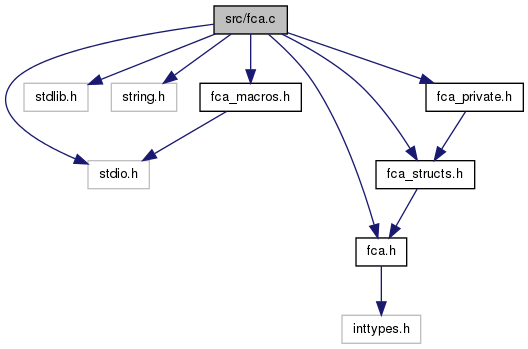 src/fca.c
stdlib.h
string.h
fca_macros.h
fca_private.h
stdio.h
fca_structs.h
fca.h
inttypes.h